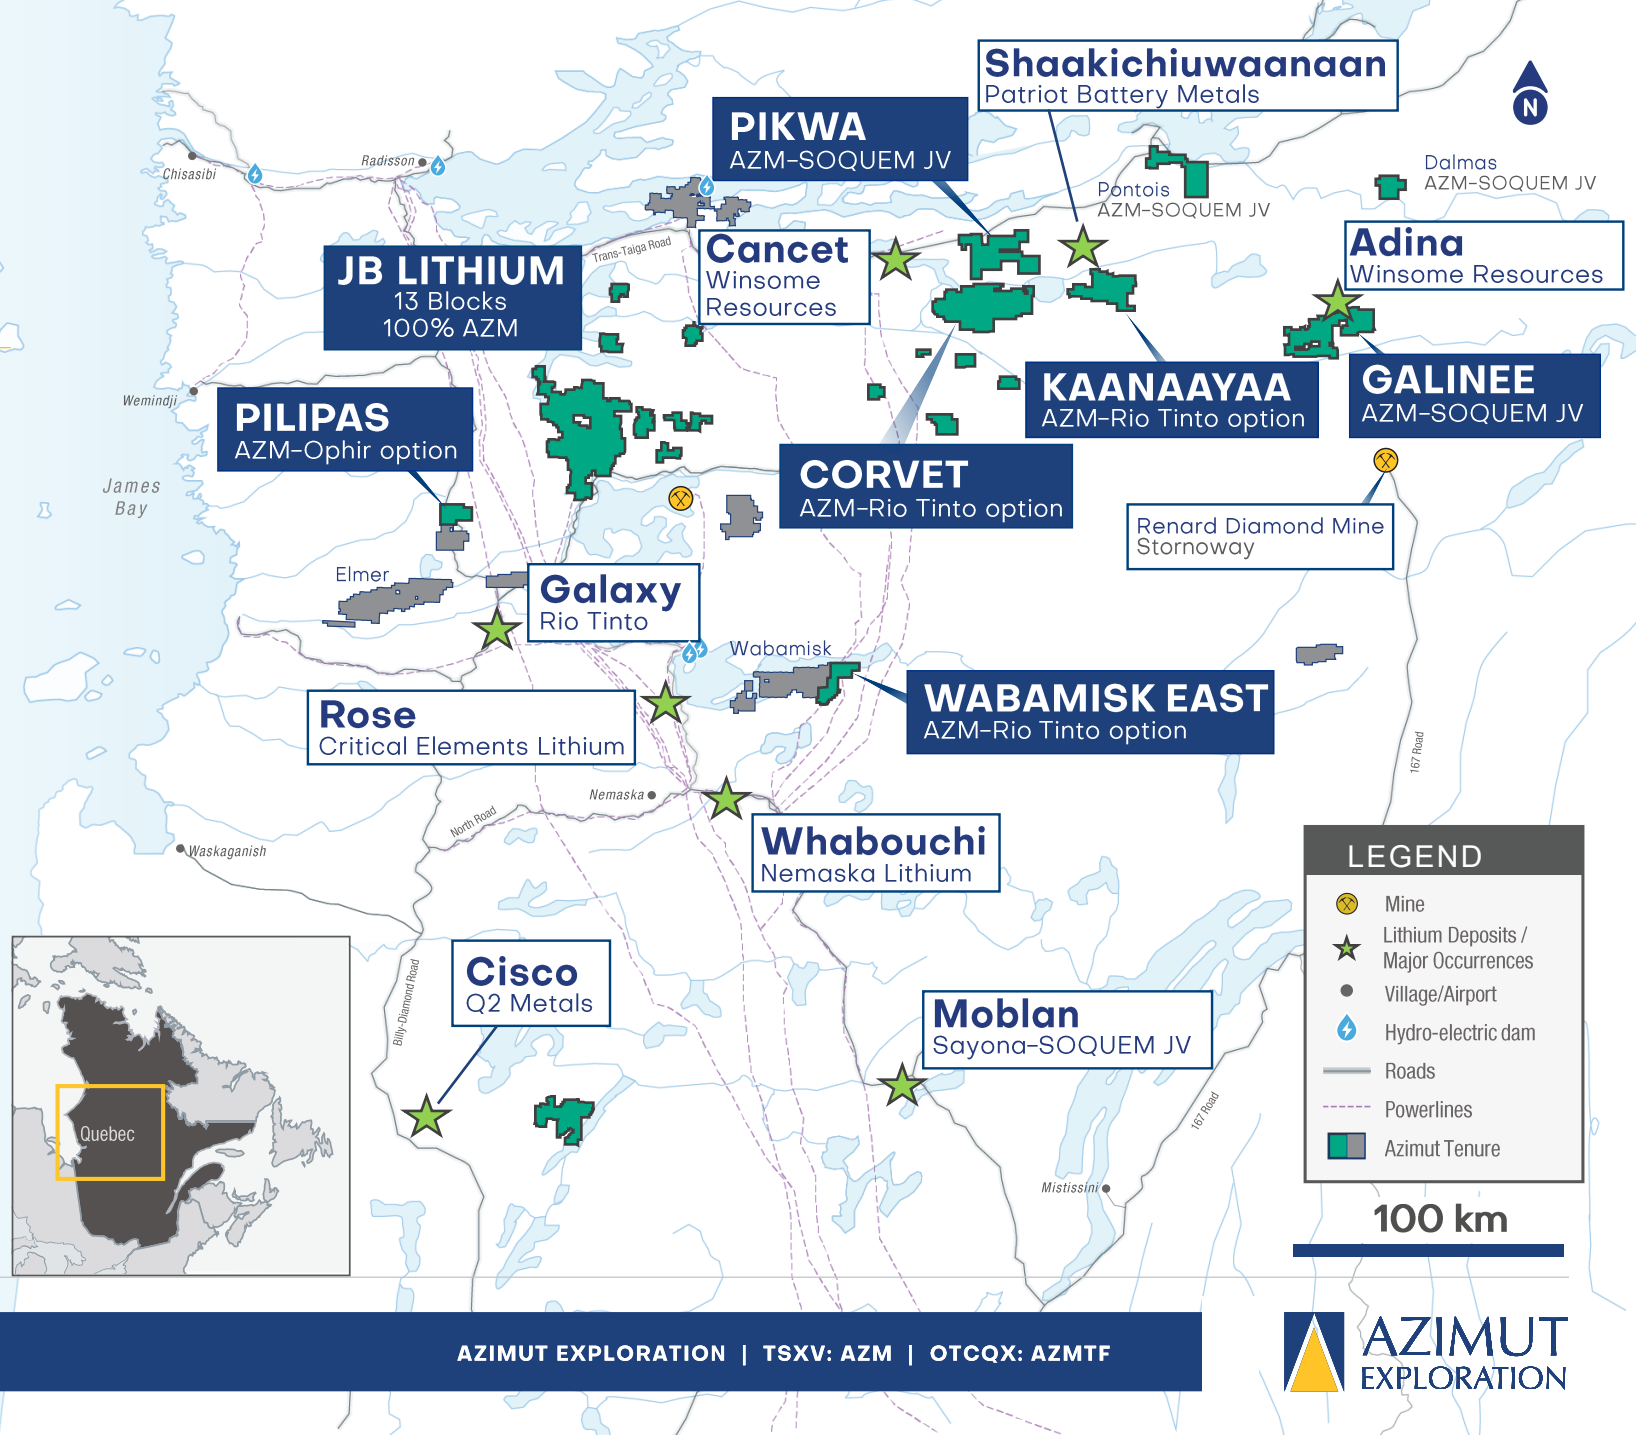 Shaakichiuwaanaan
Patriot Battery Metals
N
PIKWA
AZM-SOQUEM JV
Radisson
Chisasibi
Pontois
AZM-SOQUEM JV
Dalmas
AZM-SOQUEM JV
Trans-Taiga Road
Cancet
Winsome
Resources
Adina
Winsome Resources
JB LITHIUM
13 Blocks
100% AZM
KAANAAYAA
AZM-Rio Tinto option
GALINEE
AZM-SOQUEM JV
Wemindji
PILIPAS
AZM-Ophir option
CORVET
AZM-Rio Tinto option
James
Bay
Renard Diamond Mine
Stornoway
Elmer
Galaxy
Rio Tinto
Wabamisk
WABAMISK EAST
AZM-Rio Tinto option
Rose
Critical Elements Lithium
167 Road
Nemaska
North Road
Waskaganish
Whabouchi
Nemaska Lithium
LEGEND
Mine
Lithium Deposits /
Major Occurrences
Village/Airport
Hydro-electric dam
Roads
Powerlines
Azimut Tenure
Cisco
Q2 Metals
Billy-Diamond Road
Moblan
Sayona-SOQUEM JV
167 Road
Quebec
Mistissini
100 km
AZIMUT EXPLORATION | TSXV: AZM | OTCQX: AZMTF
AZIMUT
EXPLORATION